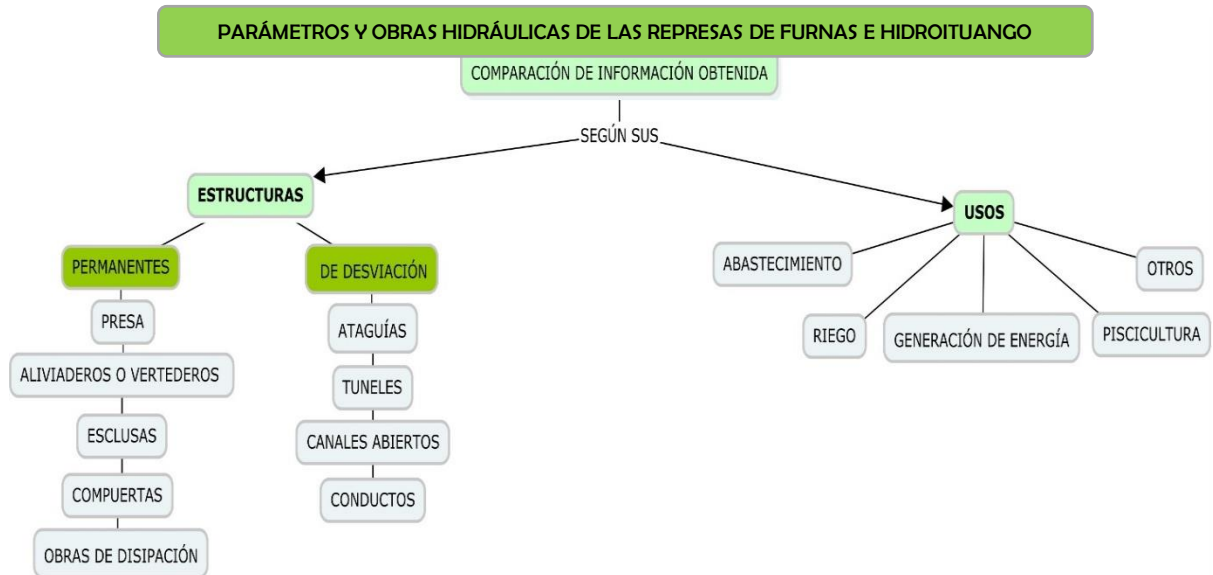 PARÁMETROS Y OBRAS HIDRÁULICAS DE LAS REPRESAS DE FURNAS E HIDROITUANGO
COMPARACIÓN DE INFORMACIÓN OBTENIDA
SEGÚN SUS
ESTRUCTURAS
PERMANENTES
PRESA
ALIVIADEROS O VERTEDEROS
ESCLUSAS
COMPUERTAS
OBRAS DE DISIPACIÓN
DE DESVIACIÓN
ATAGUÍAS
TUNELES
CANALES ABIERTOS
CONDUCTOS
USOS
ABASTECIMIENTO
RIEGO
GENERACIÓN DE ENERGÍA
PISCICULTURA
OTROS